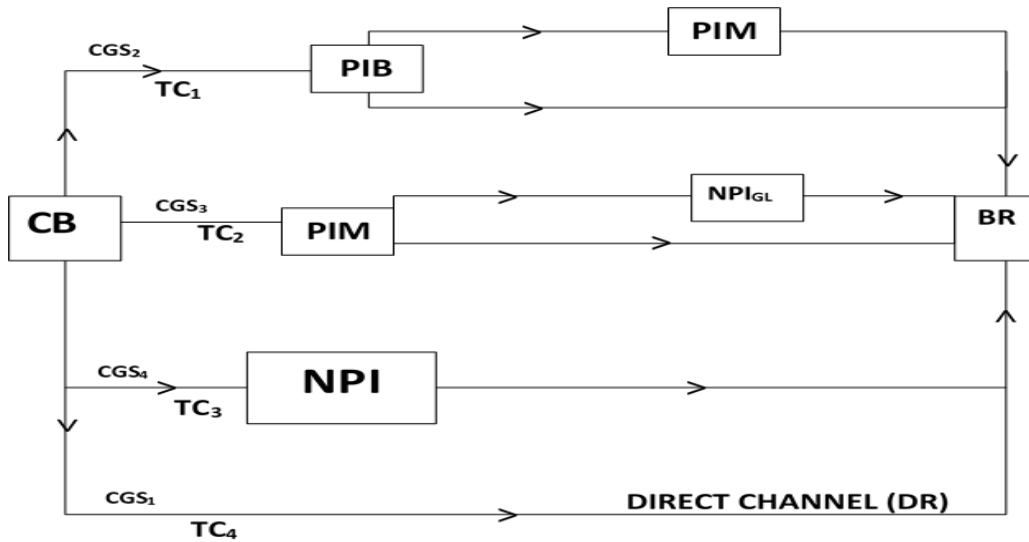 PIM
CGS₂
PIB
TC₁
NPI_GL
CGS₃
CB
PIM
TC₂
BR
CGS₄
NPI
TC₃
CGS₁
DIRECT CHANNEL (DR)
TC₄